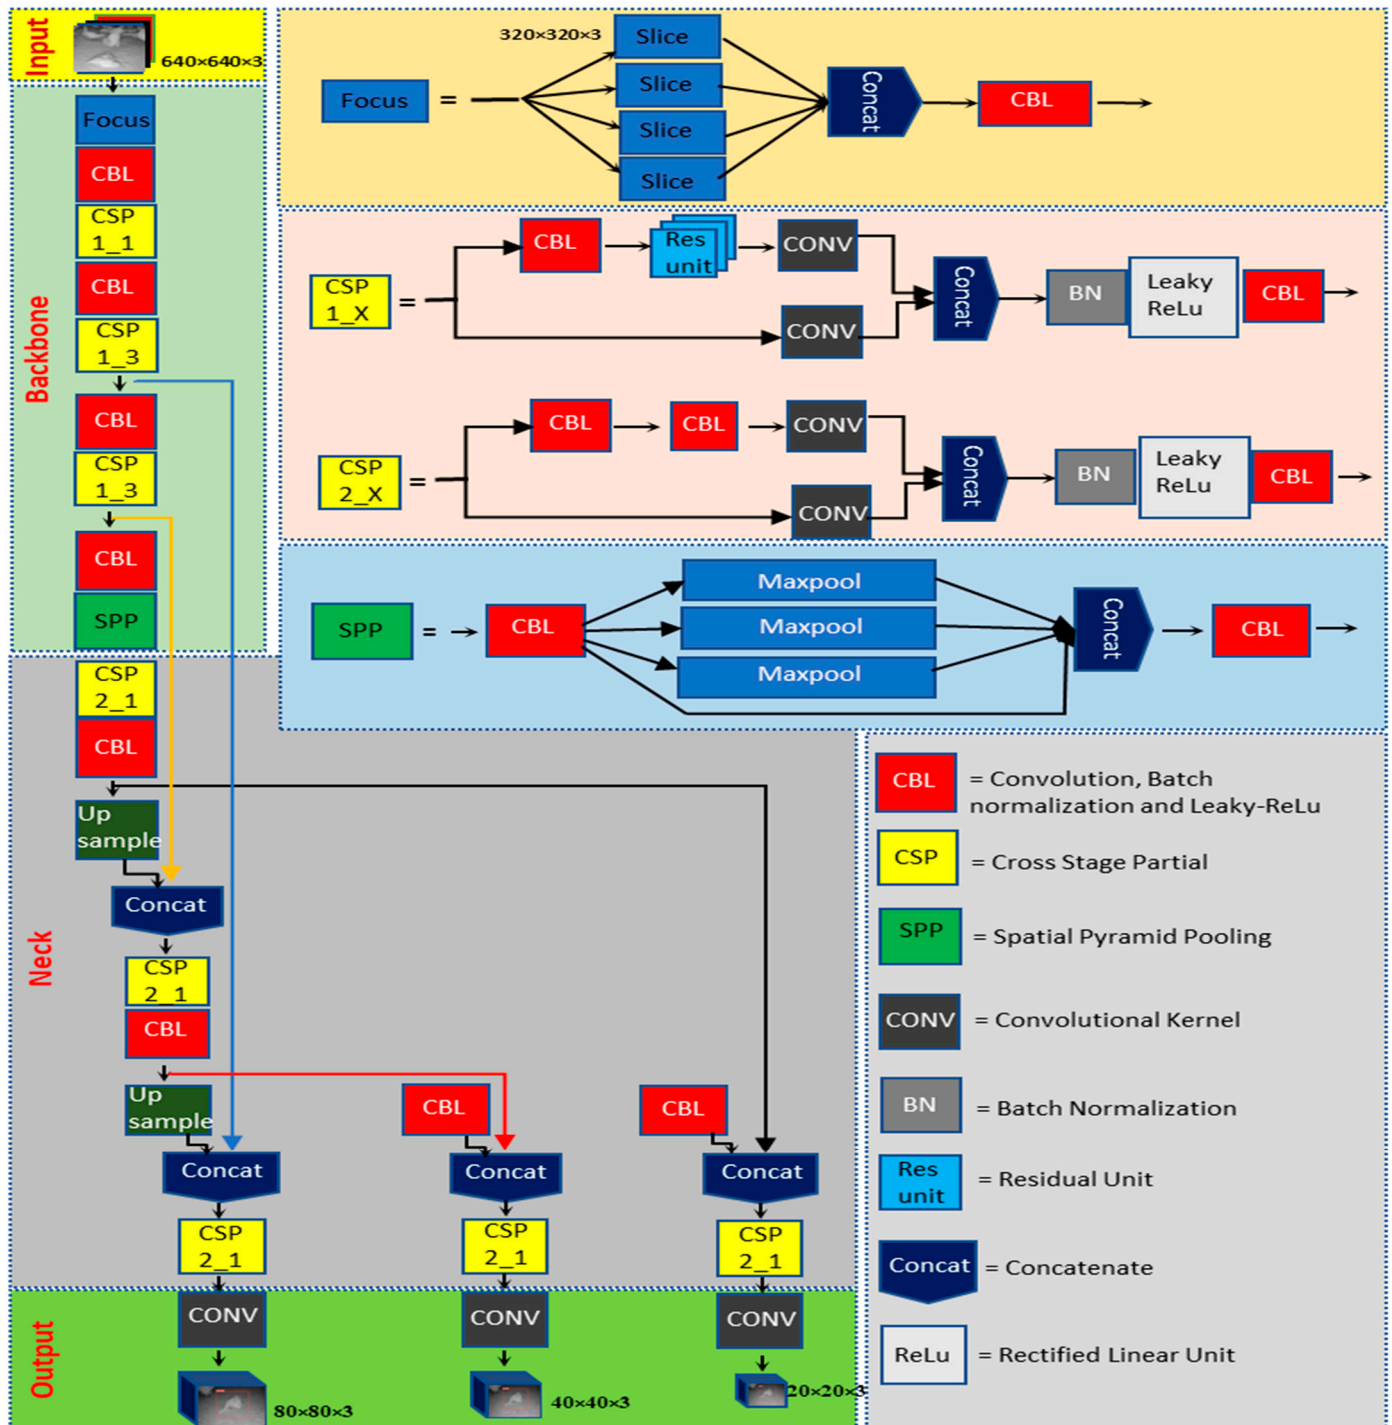 Input
640×640×3
Backbone
Focus
CBL
CSP
1_1
CBL
CSP
1_3
CBL
CSP
1_3
CBL
SPP
Focus
=
320×320×3
Slice
Slice
Slice
Slice
Concat
CBL
CSP
1_X
=
CBL
Res
unit
CONV
CONV
Concat
BN
Leaky
ReLu
CBL
CSP
2_X
=
CBL
CBL
CONV
CONV
Concat
BN
Leaky
ReLu
CBL
SPP
=
CBL
Maxpool
Maxpool
Maxpool
Concat
CBL
Neck
CSP
2_1
CBL
Up
sample
Concat
CSP
2_1
CBL
Up
sample
CBL
CBL
Concat
Concat
Concat
CSP
2_1
CSP
2_1
CSP
2_1
Output
CONV
CONV
CONV
80×80×3
40×40×3
20×20×3
CBL = Convolution, Batch
normalization and Leaky-ReLu
CSP = Cross Stage Partial
SPP = Spatial Pyramid Pooling
CONV = Convolutional Kernel
BN = Batch Normalization
Res
unit = Residual Unit
Concat = Concatenate
ReLu = Rectified Linear Unit